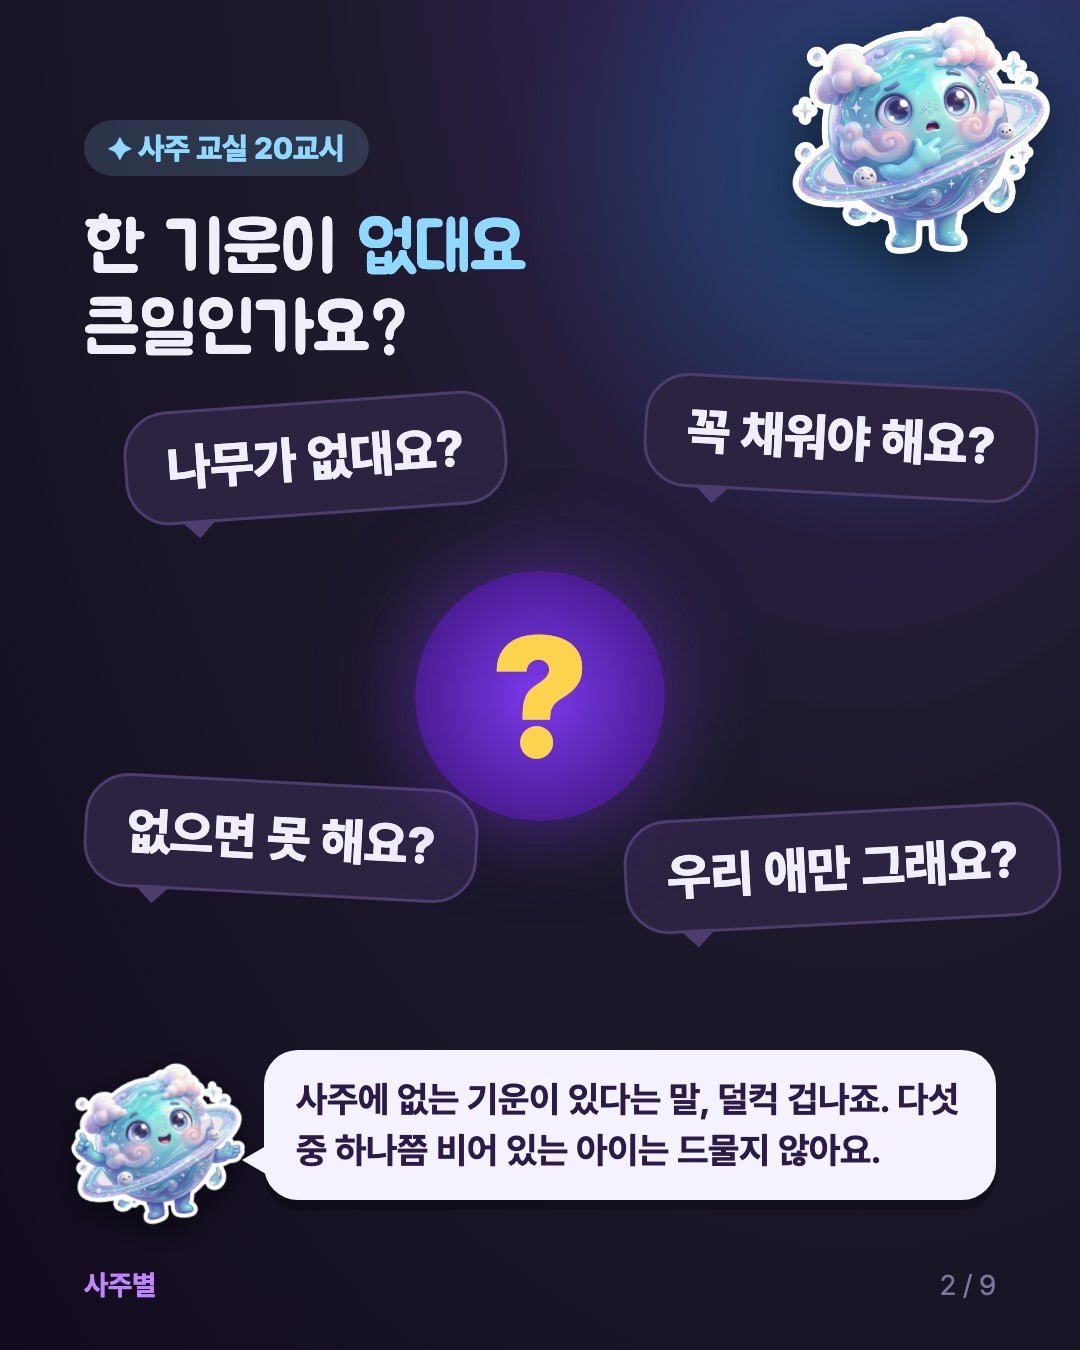 ✦ 사주 교실 20교시
한 기운이 없대요
큰일인가요?
나무가 없대요?
꼭 채워야 해요?
?
없으면 못 해요?
우리 애만 그래요?
사주에 없는 기운이 있다는 말, 덜컥 겁나죠. 다섯
중 하나쯤 비어 있는 아이는 드물지 않아요.
사주별
2 / 9